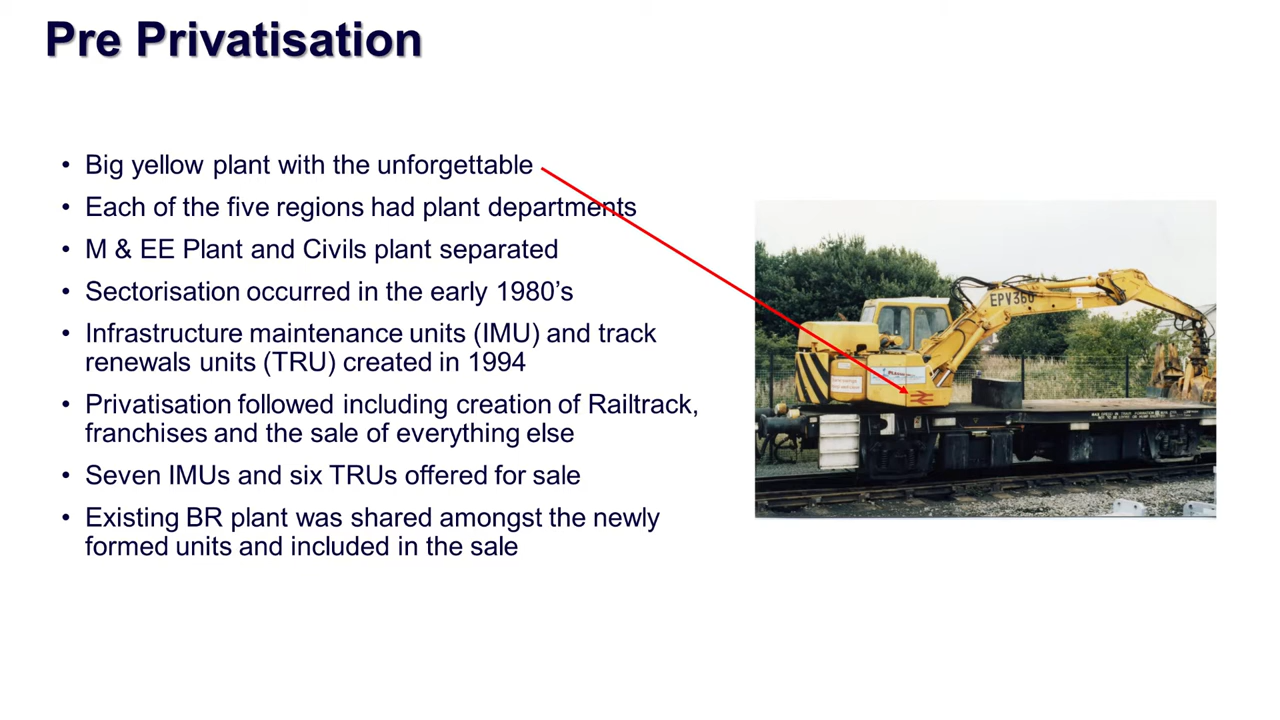 Pre Privatisation
• Big yellow plant with the unforgettable
• Each of the five regions had plant departments
• M & EE Plant and Civils plant separated
• Sectorisation occurred in the early 1980’s
• Infrastructure maintenance units (IMU) and track
renewals units (TRU) created in 1994
• Privatisation followed including creation of Railtrack,
franchises and the sale of everything else
• Seven IMUs and six TRUs offered for sale
• Existing BR plant was shared amongst the newly
formed units and included in the sale
EPV360